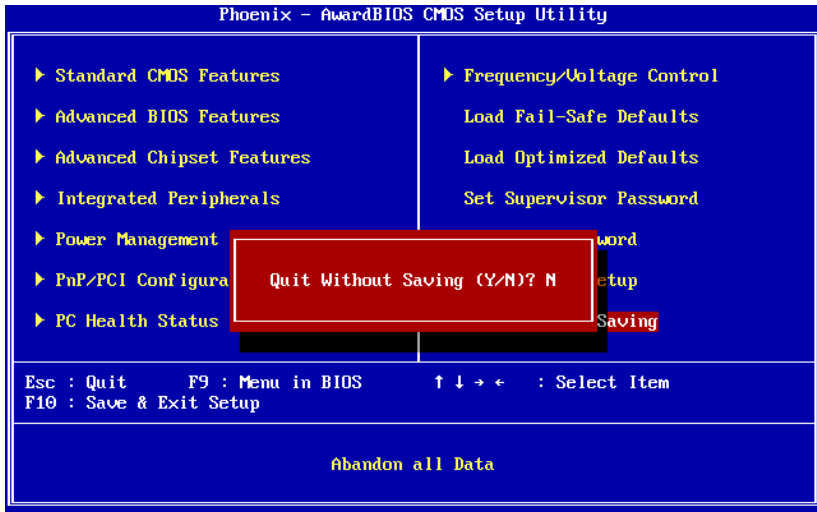 Phoenix - AwardBIOS CMOS Setup Utility
Standard CMOS Features
Advanced BIOS Features
Advanced Chipset Features
Integrated Peripherals
Power Management
PnP/PCI Configura
PC Health Status
Frequency/Voltage Control
Load Fail-Safe Defaults
Load Optimized Defaults
Set Supervisor Password
word
etup
Saving
Quit Without Saving (Y/N)? N
Esc : Quit F9 : Menu in BIOS ↑ ↓ → ← : Select Item
F10 : Save & Exit Setup
Abandon all Data